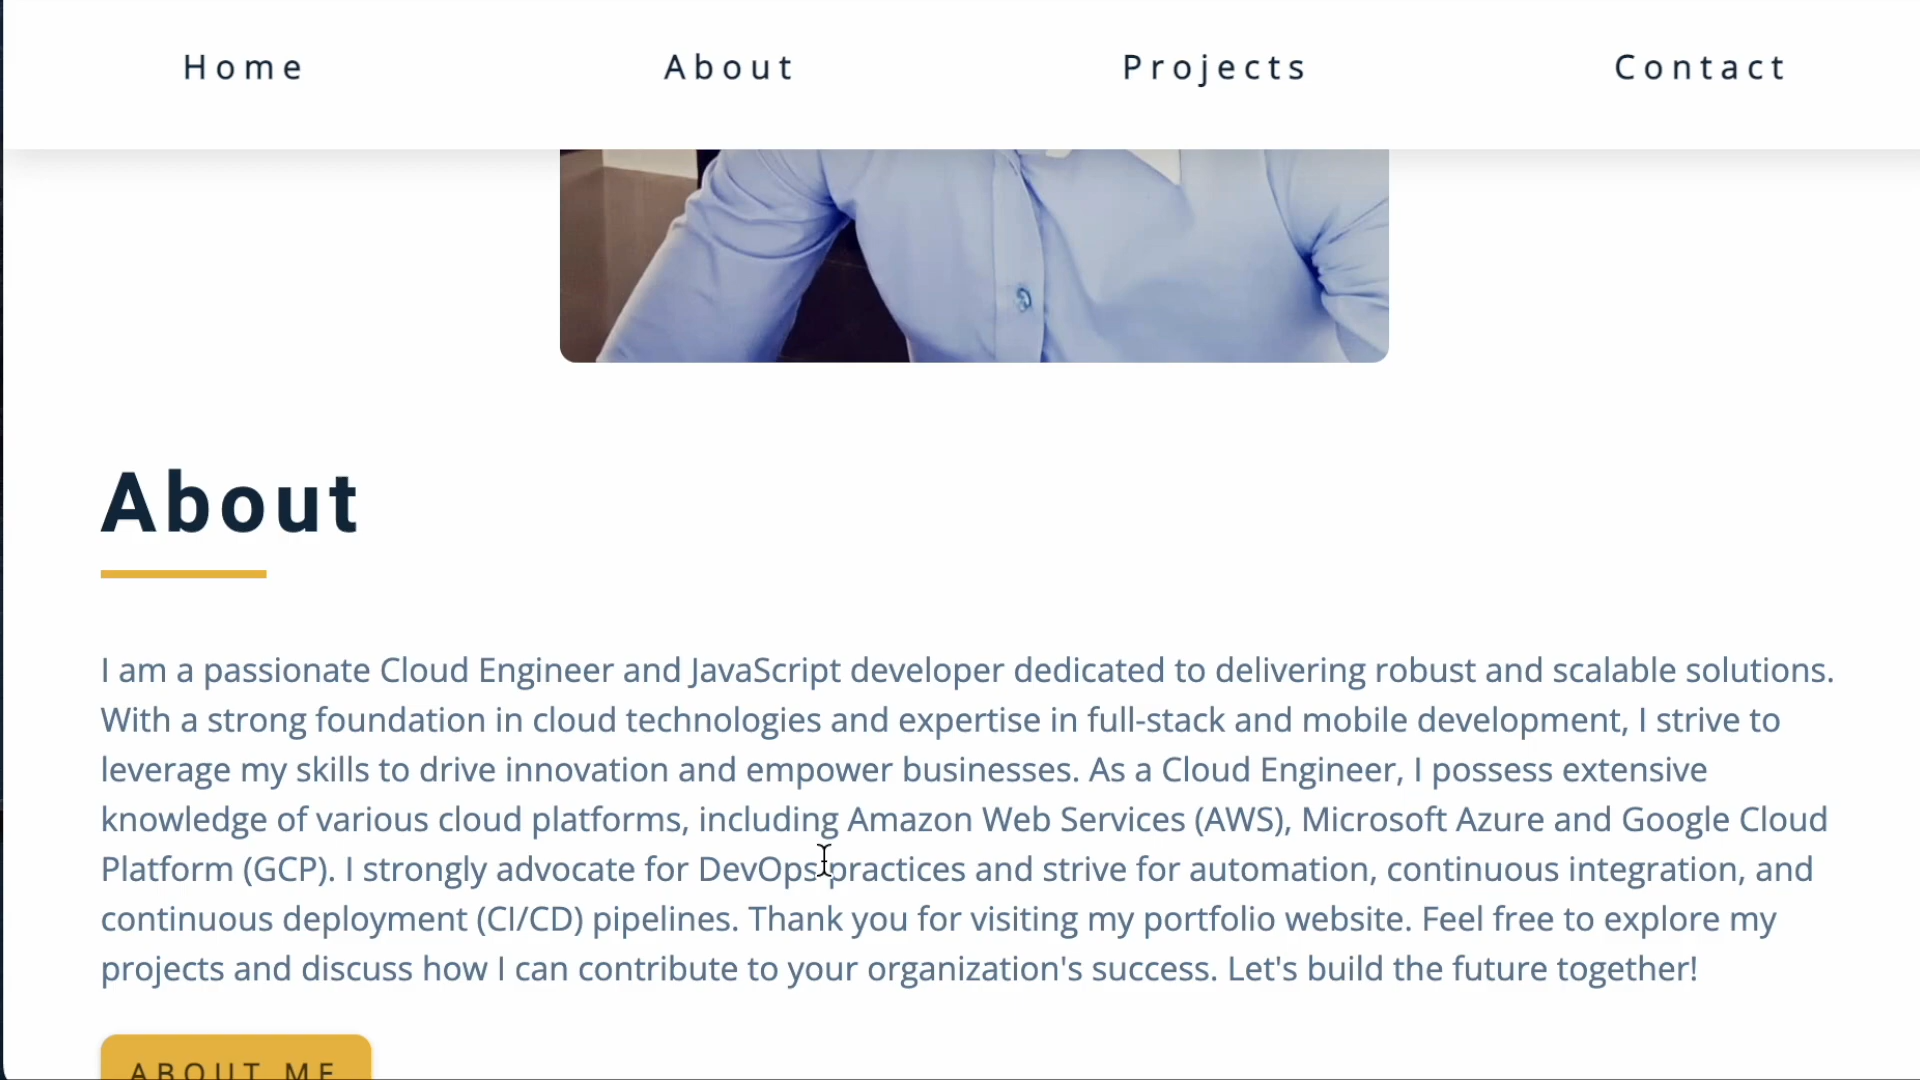 Home About Projects Contact
About
I am a passionate Cloud Engineer and JavaScript developer dedicated to delivering robust and scalable solutions.
With a strong foundation in cloud technologies and expertise in full-stack and mobile development, I strive to
leverage my skills to drive innovation and empower businesses. As a Cloud Engineer, I possess extensive
knowledge of various cloud platforms, including Amazon Web Services (AWS), Microsoft Azure and Google Cloud
Platform (GCP). I strongly advocate for DevOps practices and strive for automation, continuous integration, and
continuous deployment (CI/CD) pipelines. Thank you for visiting my portfolio website. Feel free to explore my
projects and discuss how I can contribute to your organization's success. Let's build the future together!
ABOUT ME